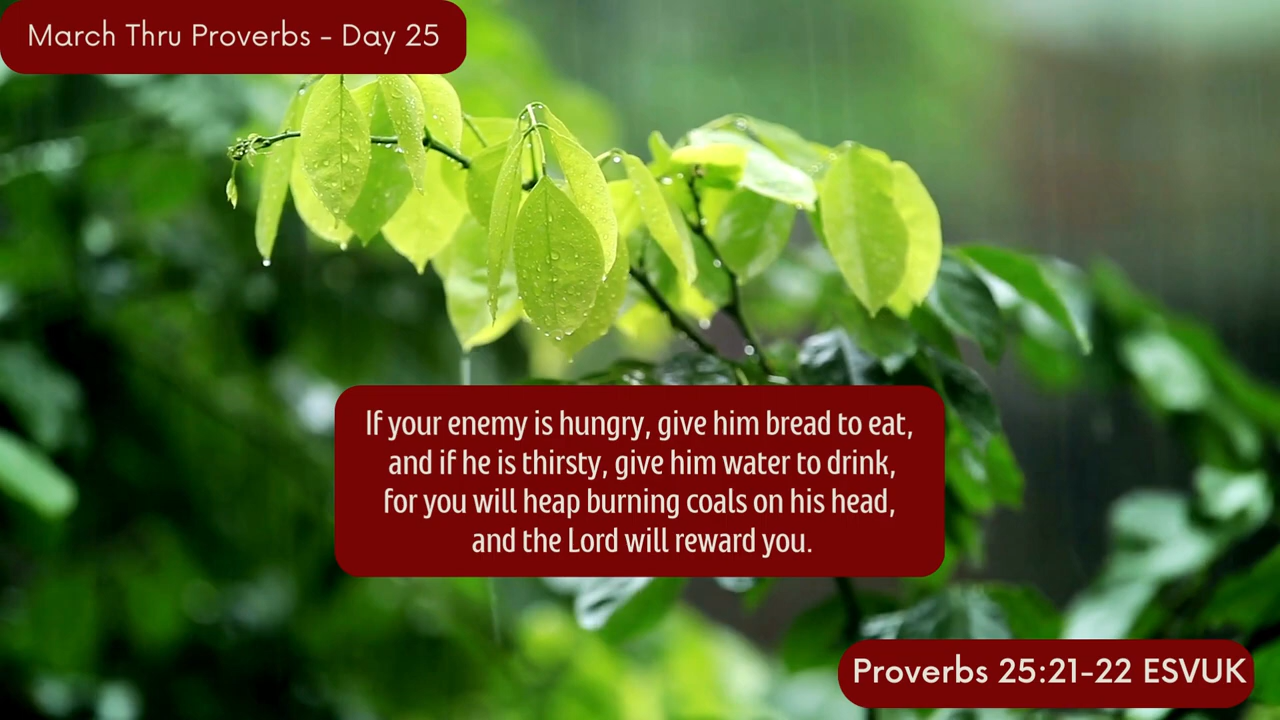 March Thru Proverbs - Day 25
If your enemy is hungry, give him bread to eat,
and if he is thirsty, give him water to drink,
for you will heap burning coals on his head,
and the Lord will reward you.
Proverbs 25:21-22 ESVUK